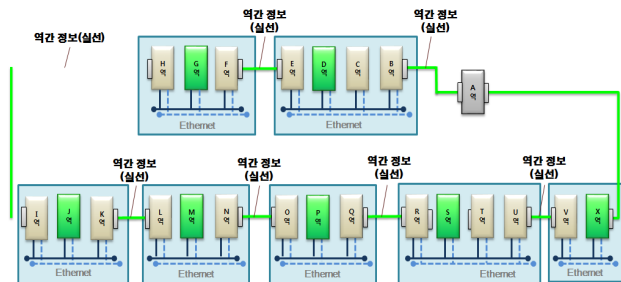 역간 정보(실선)
역간 정보
(실선)
역간 정보
(실선)
H
역
G
역
F
역
Ethernet
E
역
D
역
C
역
B
역
Ethernet
A
역
역간 정보
(실선)
역간 정보
(실선)
역간 정보
(실선)
역간 정보
(실선)
I
역
J
역
K
역
Ethernet
L
역
M
역
N
역
Ethernet
O
역
P
역
Q
역
Ethernet
R
역
S
역
T
역
U
역
Ethernet
V
역
X
역
Ethernet